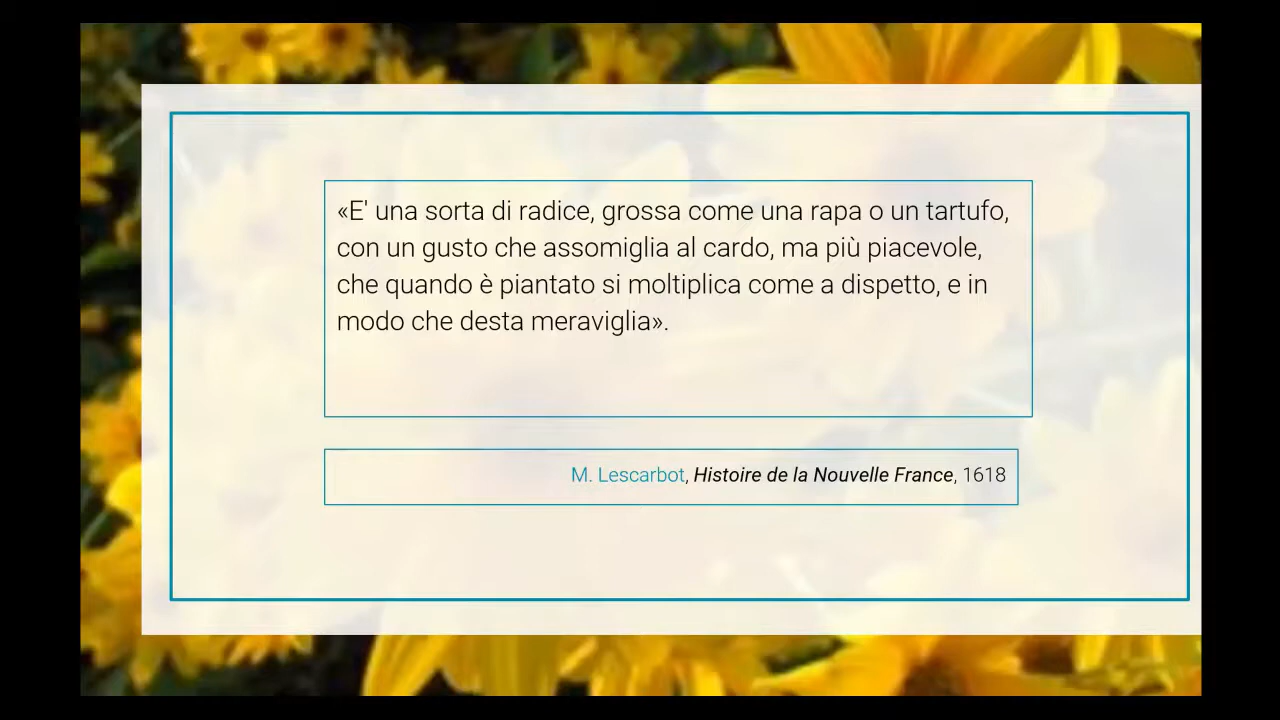 «E' una sorta di radice, grossa come una rapa o un tartufo,
con un gusto che assomiglia al cardo, ma più piacevole,
che quando è piantato si moltiplica come a dispetto, e in
modo che desta meraviglia».
M. Lescarbot, Histoire de la Nouvelle France, 1618